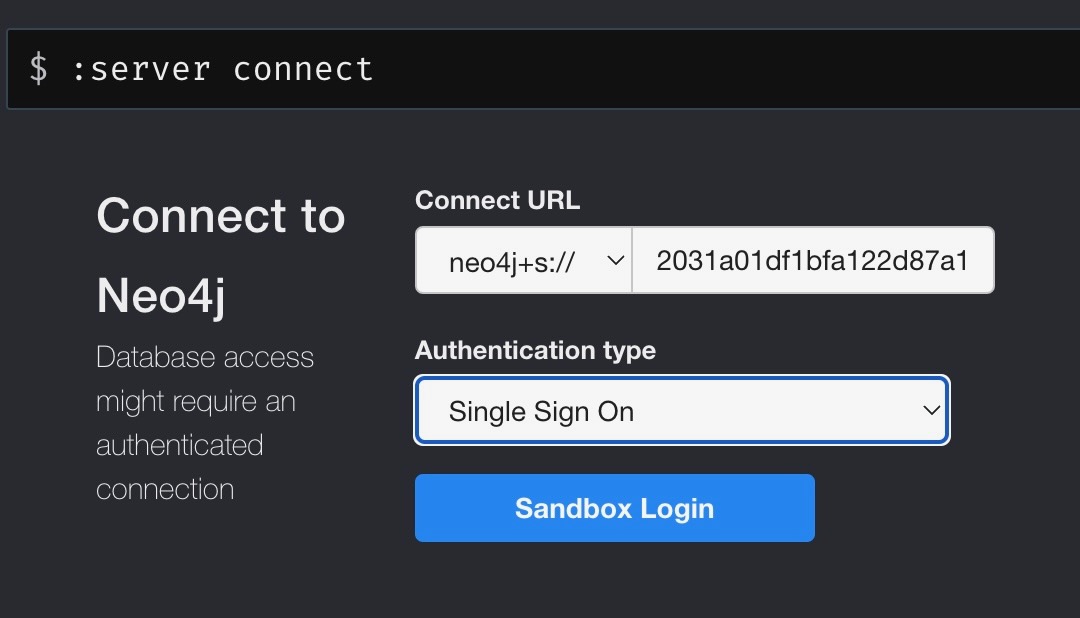 $ :server connect
Connect to
Neo4j
Database access
might require an
authenticated
connection
Connect URL
neo4j+s://
2031a01df1bfa122d87a1
Authentication type
Single Sign On
Sandbox Login